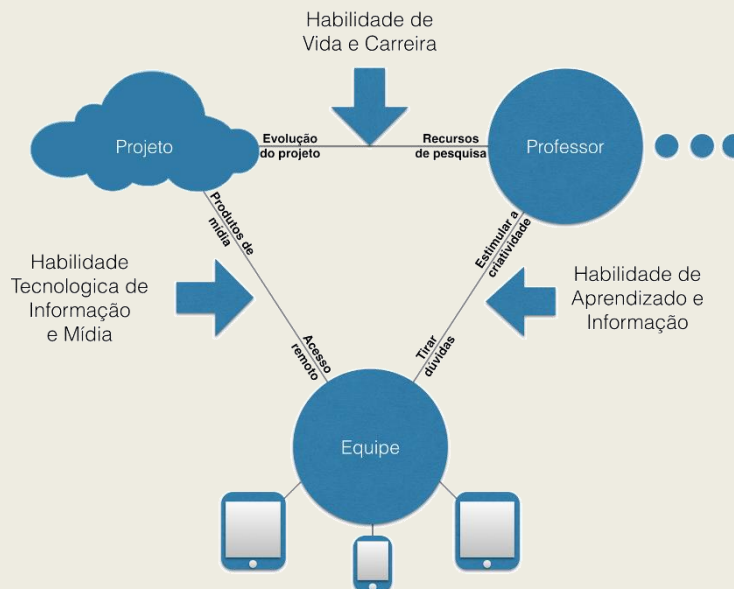 Habilidade de
Vida e Carreira
Projeto
Evolução
do projeto
Recursos
de pesquisa
Professor
Produtos de
mídia
Estimular a
criatividade
Habilidade
Tecnologica de
Informação
e Mídia
Habilidade de
Aprendizado e
Informação
Acesso
remoto
Tirar
dúvidas
Equipe